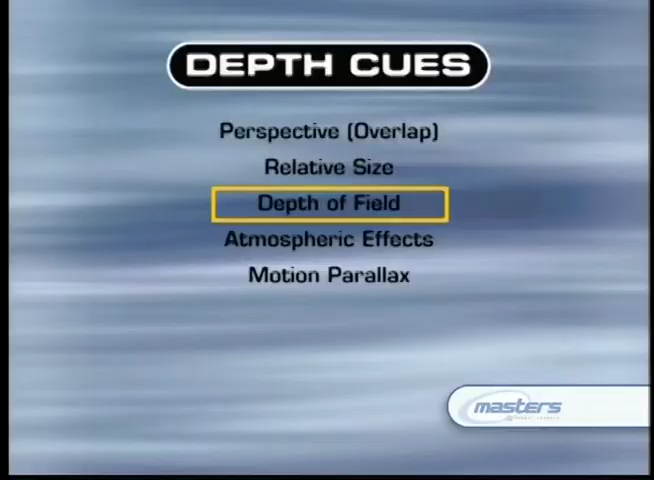 DEPTH CUES
Perspective (Overlap)
Relative Size
Depth of Field
Atmospheric Effects
Motion Parallax
masters